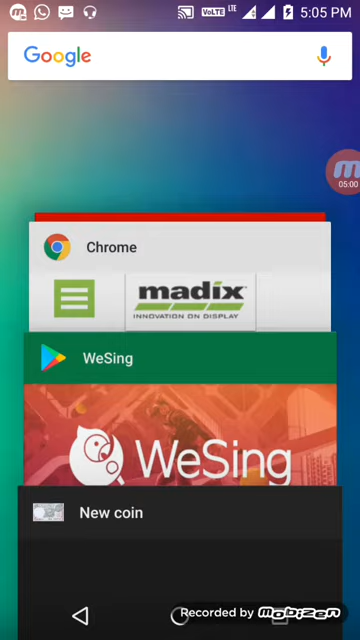 VoLTE LTE 5:05 PM
Google
05:00
Chrome
madix
INNOVATION ON DISPLAY
WeSing
WeSing
New coin
Recorded by mobizen